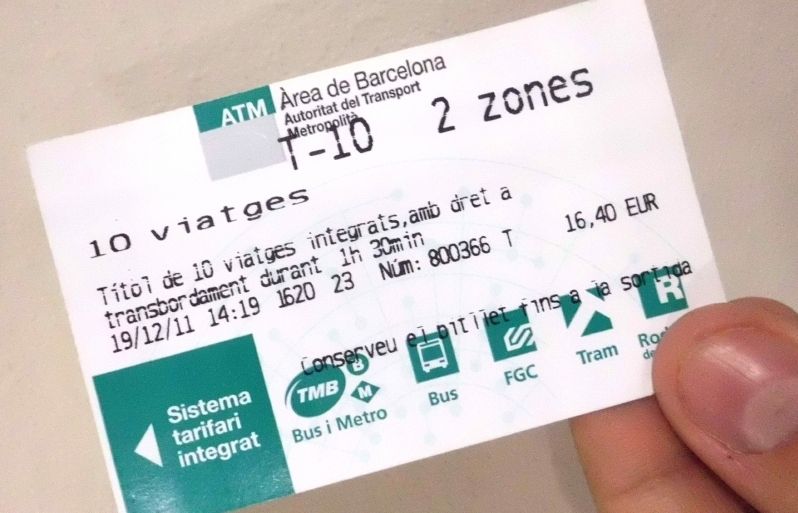 ATM Àrea de Barcelona
Autoritat del Transport
Metropolità
T-10 2 zones
10 viatges
Títol de 10 viatges integrats,amb dret a
transbordament durant 1h 30min 16,40 EUR
19/12/11 14:19 1620 23 Núm: 800366 T
Conserveu el bitllet fins a la sortida
Sistema
tarifari
integrat
TMB B M
Bus i Metro
Bus
FGC
Tram
R